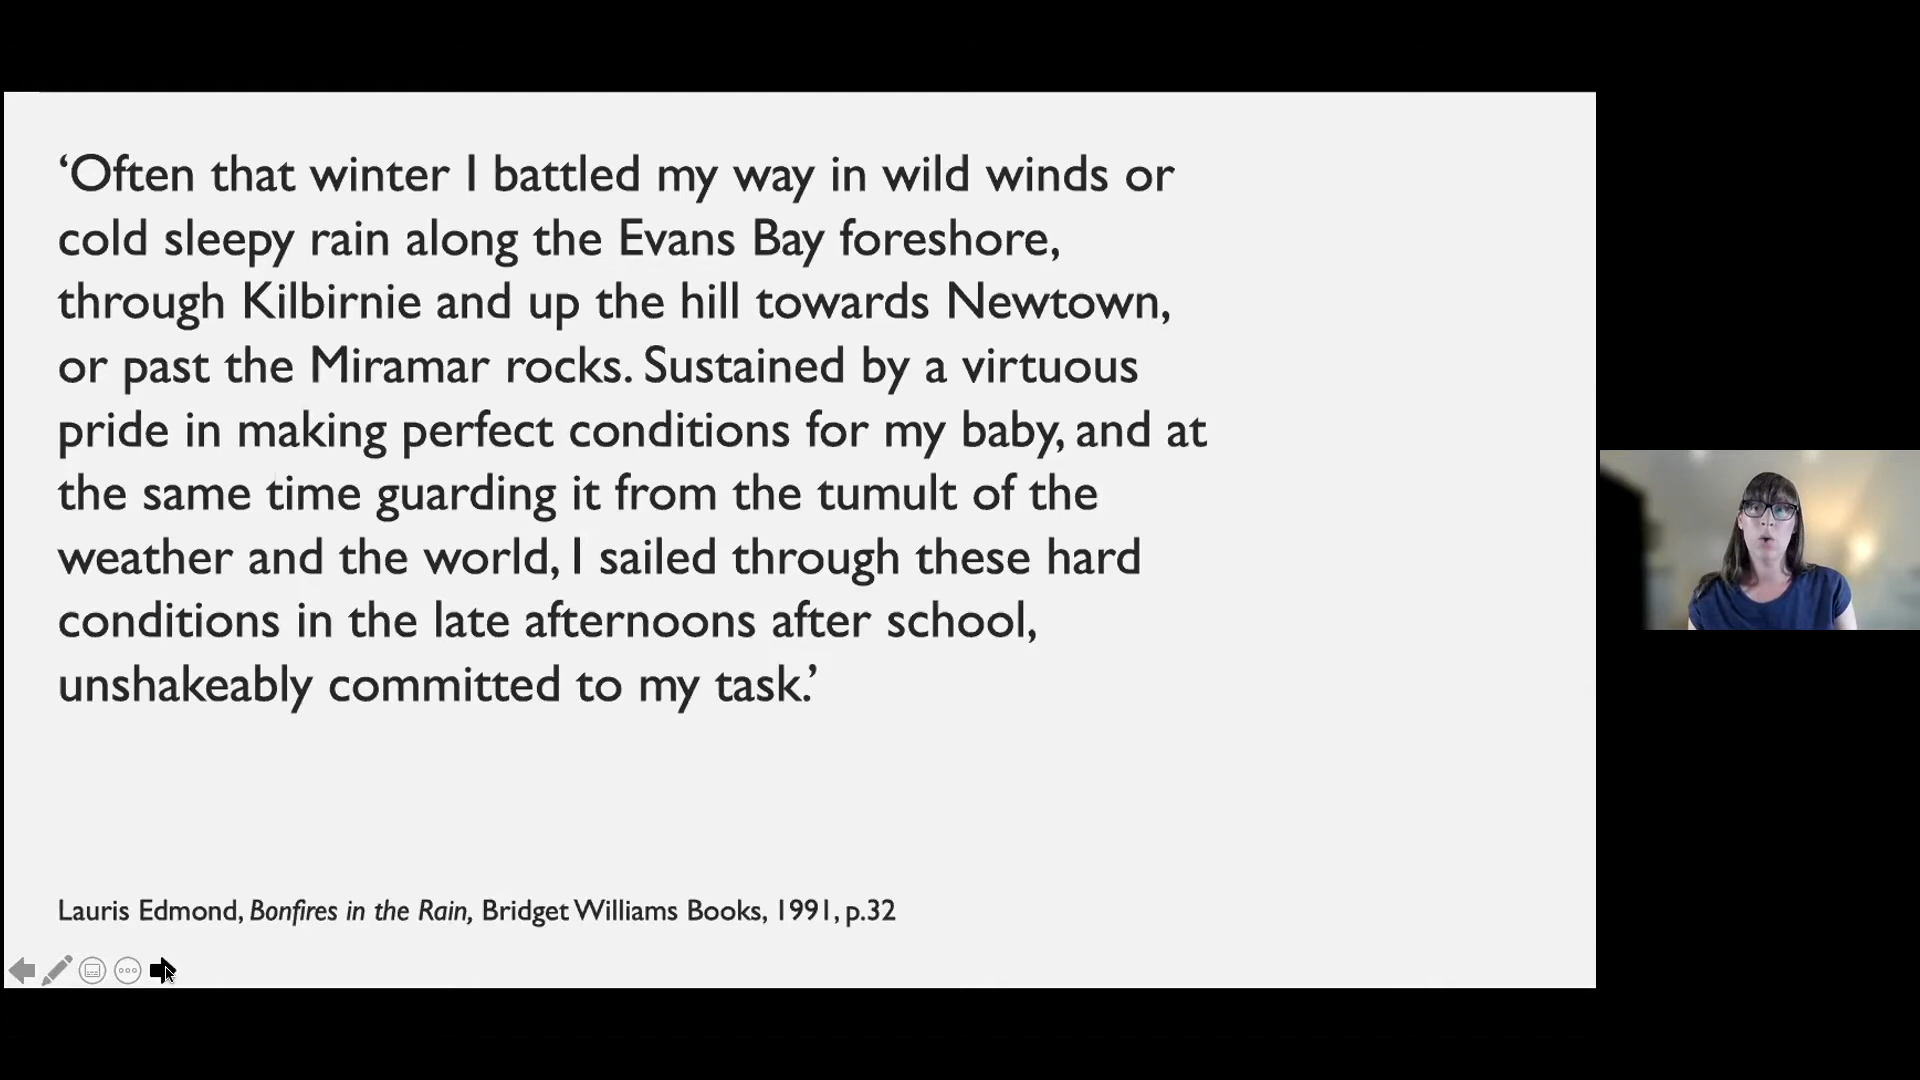 ‘Often that winter I battled my way in wild winds or
cold sleepy rain along the Evans Bay foreshore,
through Kilbirnie and up the hill towards Newtown,
or past the Miramar rocks. Sustained by a virtuous
pride in making perfect conditions for my baby, and at
the same time guarding it from the tumult of the
weather and the world, I sailed through these hard
conditions in the late afternoons after school,
unshakeably committed to my task.’
Lauris Edmond, Bonfires in the Rain, Bridget Williams Books, 1991, p.32